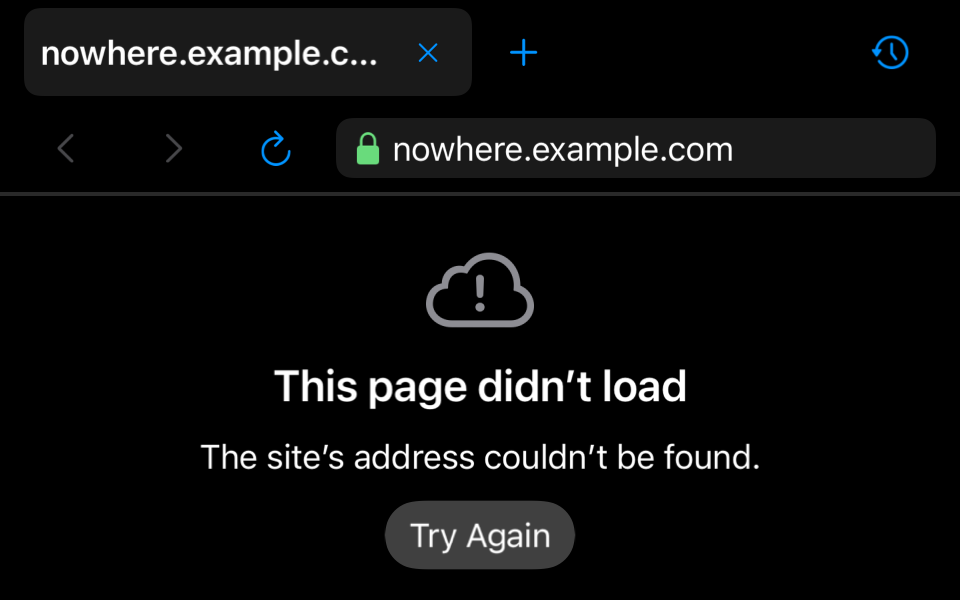 nowhere.example.c...
nowhere.example.com
This page didn’t load
The site’s address couldn’t be found.
Try Again